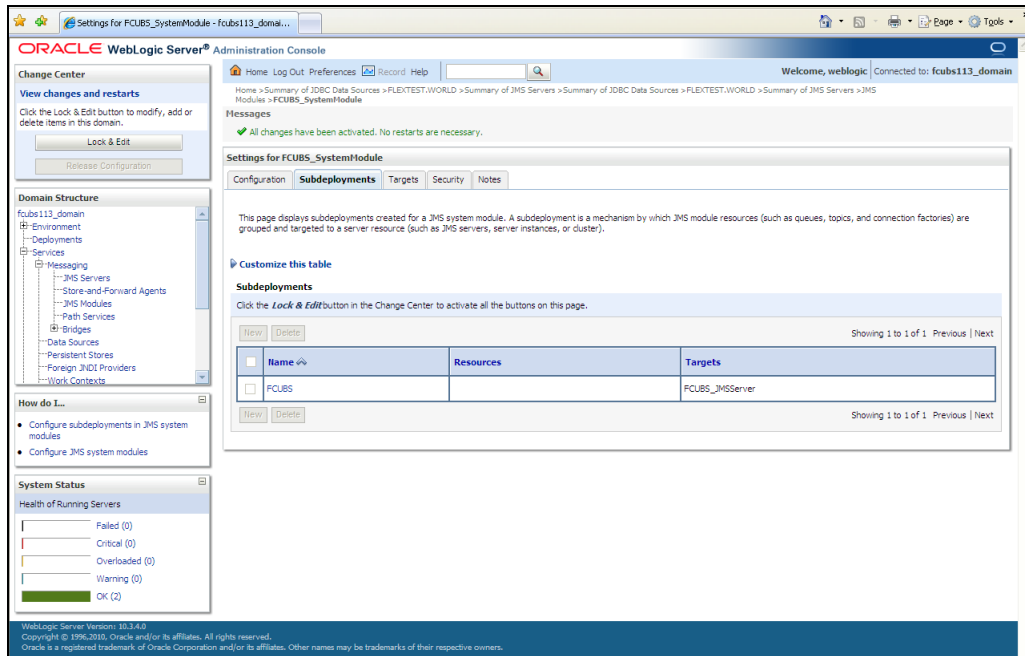 Settings for FCUBS_SystemModule - fcubs113_domai...
Page
Tools
ORACLE WebLogic Server® Administration Console
Change Center
View changes and restarts
Click the Lock & Edit button to modify, add or
delete items in this domain.
Lock & Edit
Release Configuration
Domain Structure
fcubs113_domain
Environment
Deployments
Services
Messaging
JMS Servers
Store-and-Forward Agents
JMS Modules
Path Services
Bridges
Data Sources
Persistent Stores
Foreign JNDI Providers
Work Contexts
How do I...
Configure subdeployments in JMS system
modules
Configure JMS system modules
System Status
Health of Running Servers
Failed (0)
Critical (0)
Overloaded (0)
Warning (0)
OK (2)
Home Log Out Preferences Record Help
Welcome, weblogic Connected to: fcubs113_domain
Home >Summary of JDBC Data Sources >FLEXTEST.WORLD >Summary of JMS Servers >Summary of JDBC Data Sources >FLEXTEST.WORLD >Summary of JMS Servers >JMS
Modules >FCUBS_SystemModule
Messages
All changes have been activated. No restarts are necessary.
Settings for FCUBS_SystemModule
Configuration Subdeployments Targets Security Notes
This page displays subdeployments created for a JMS system module. A subdeployment is a mechanism by which JMS module resources (such as queues, topics, and connection factories) are
grouped and targeted to a server resource (such as JMS servers, server instances, or cluster).
Customize this table
Subdeployments
Click the Lock & Edit button in the Change Center to activate all the buttons on this page.
New Delete Showing 1 to 1 of 1 Previous | Next
Name Resources Targets
FCUBS FCUBS_JMSServer
New Delete Showing 1 to 1 of 1 Previous | Next
WebLogic Server Version: 10.3.4.0
Copyright © 1996,2010, Oracle and/or its affiliates. All rights reserved.
Oracle is a registered trademark of Oracle Corporation and/or its affiliates. Other names may be trademarks of their respective owners.